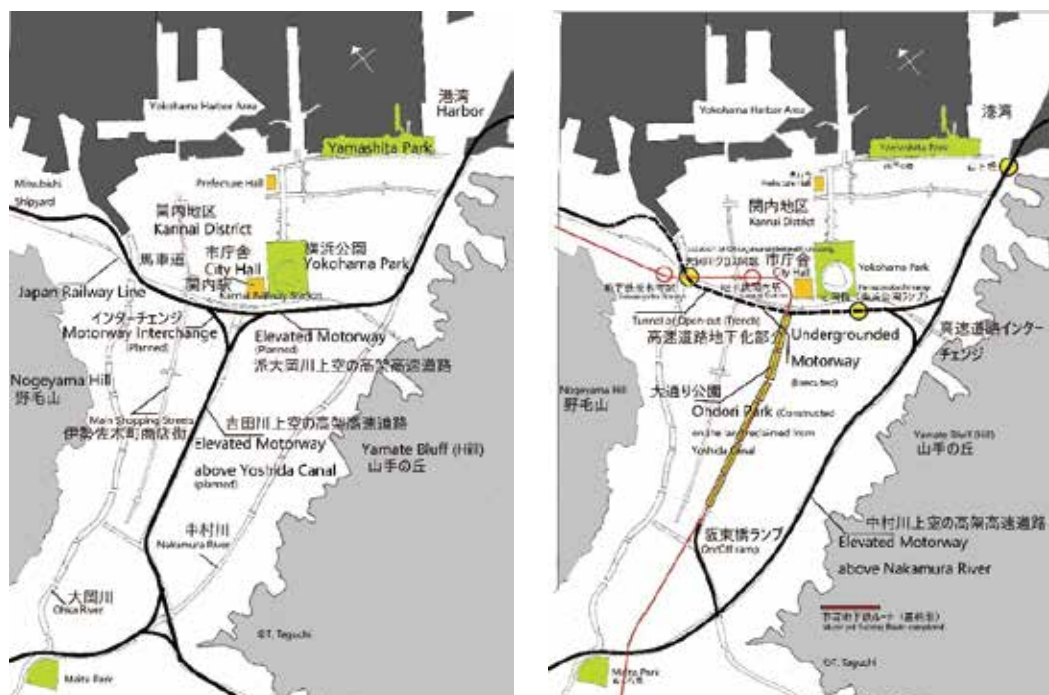 Yokohama Harbor Area
港湾
Harbor
Yamashita Park
Mitsubishi
Shipyard
Prefecture Hall
関内地区
Kannai District
馬車道
市庁舎
City Hall
関内駅
Kannai Railway Station
横浜公園
Yokohama Park
Japan Railway Line
インターチェンジ
Motorway Interchange
(Planned)
Elevated Motorway
(Planned)
派大岡川上空の高架高速道路
Nogeyama Hill
野毛山
Main Shopping Streets
伊勢佐木町商店街
吉田川上空の高架高速道路
Elevated Motorway
above Yoshida Canal
(planned)
Yamate Bluff (Hill)
山手の丘
中村川
Nakamura River
大岡川
Ooka River
©T. Taguchi
Maita Park
Yokohama Harbor Area
港湾
Yamashita Park
Prefecture Hall
関内地区
Kannai District
市庁舎
City Hall
Yokohama Park
Tunnel or Open-cut (Trench)
高速道路地下化部分
Undergrounded
Motorway
(Executed)
高速道路インター
チェンジ
Nogeyama Hill
野毛山
大通り公園
Ohdori Park (Constructed
on the land reclaimed from
Yoshida Canal
Yamate Bluff (Hill)
山手の丘
阪東橋ランプ
On/Off ramp
中村川上空の高架高速道路
Elevated Motorway
above Nakamura River
©T. Taguchi
Maita Park